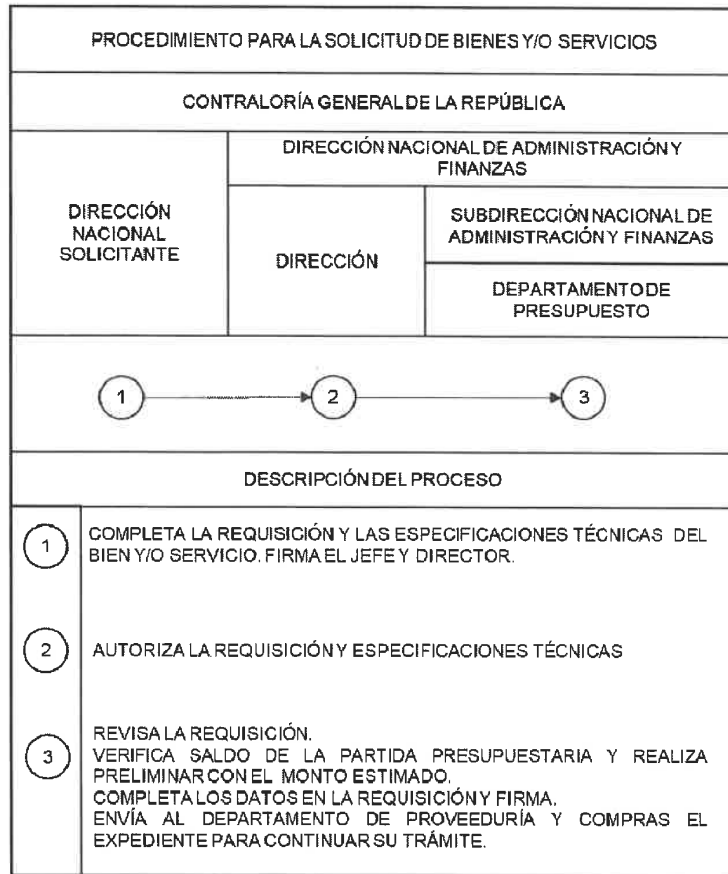 PROCEDIMIENTO PARA LA SOLICITUD DE BIENES Y/O SERVICIOS
CONTRALORÍA GENERAL DE LA REPÚBLICA
DIRECCIÓN
NACIONAL
SOLICITANTE
DIRECCIÓN NACIONAL DE ADMINISTRACIÓN Y
FINANZAS
DIRECCIÓN
SUBDIRECCIÓN NACIONAL DE
ADMINISTRACIÓN Y FINANZAS
DEPARTAMENTO DE
PRESUPUESTO
1
2
3
DESCRIPCIÓN DEL PROCESO
1
COMPLETA LA REQUISICIÓN Y LAS ESPECIFICACIONES TÉCNICAS DEL
BIEN Y/O SERVICIO. FIRMA EL JEFE Y DIRECTOR.
2
AUTORIZA LA REQUISICIÓN Y ESPECIFICACIONES TÉCNICAS
3
REVISA LA REQUISICIÓN.
VERIFICA SALDO DE LA PARTIDA PRESUPUESTARIA Y REALIZA
PRELIMINAR CON EL MONTO ESTIMADO.
COMPLETA LOS DATOS EN LA REQUISICIÓN Y FIRMA.
ENVÍA AL DEPARTAMENTO DE PROVEEDURÍA Y COMPRAS EL
EXPEDIENTE PARA CONTINUAR SU TRÁMITE.